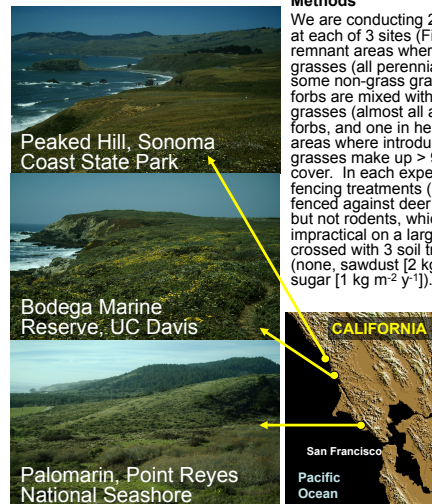 Methods
We are conducting 2
at each of 3 sites (Fi
remnant areas wher
grasses (all perennia
some non-grass gra
forbs are mixed with
grasses (almost all a
forbs, and one in he
areas where introdu
grasses make up > 9
cover. In each expe
fencing treatments (
fenced against deer
but not rodents, whic
impractical on a larg
crossed with 3 soil tr
(none, sawdust [2 kg
sugar [1 kg m-2 y-1]).
Peaked Hill, Sonoma
Coast State Park
Bodega Marine
Reserve, UC Davis
Palomarin, Point Reyes
National Seashore
CALIFORNIA
San Francisco
Pacific
Ocean